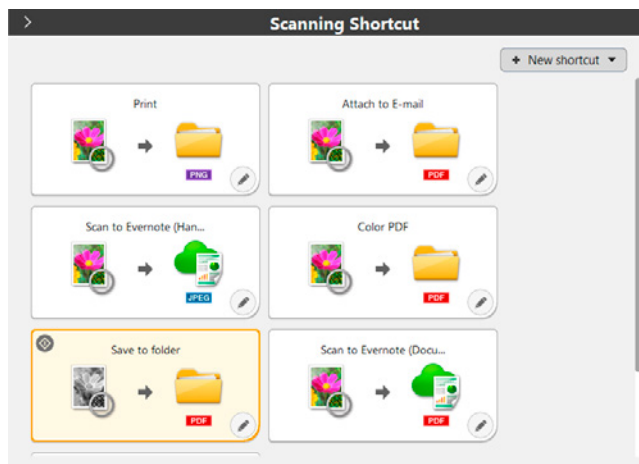 Scanning Shortcut
+ New shortcut
Print
PNG
Attach to E-mail
PDF
Scan to Evernote (Han...
JPEG
Color PDF
PDF
Save to folder
PDF
Scan to Evernote (Docu...
PDF